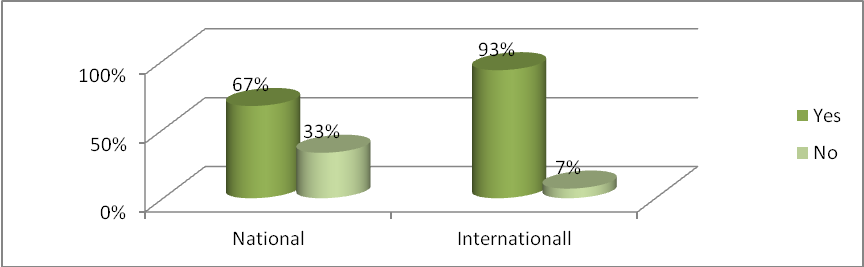 93%
100%
67%
33%
50%
7%
0%
National
Internationall
Yes
No